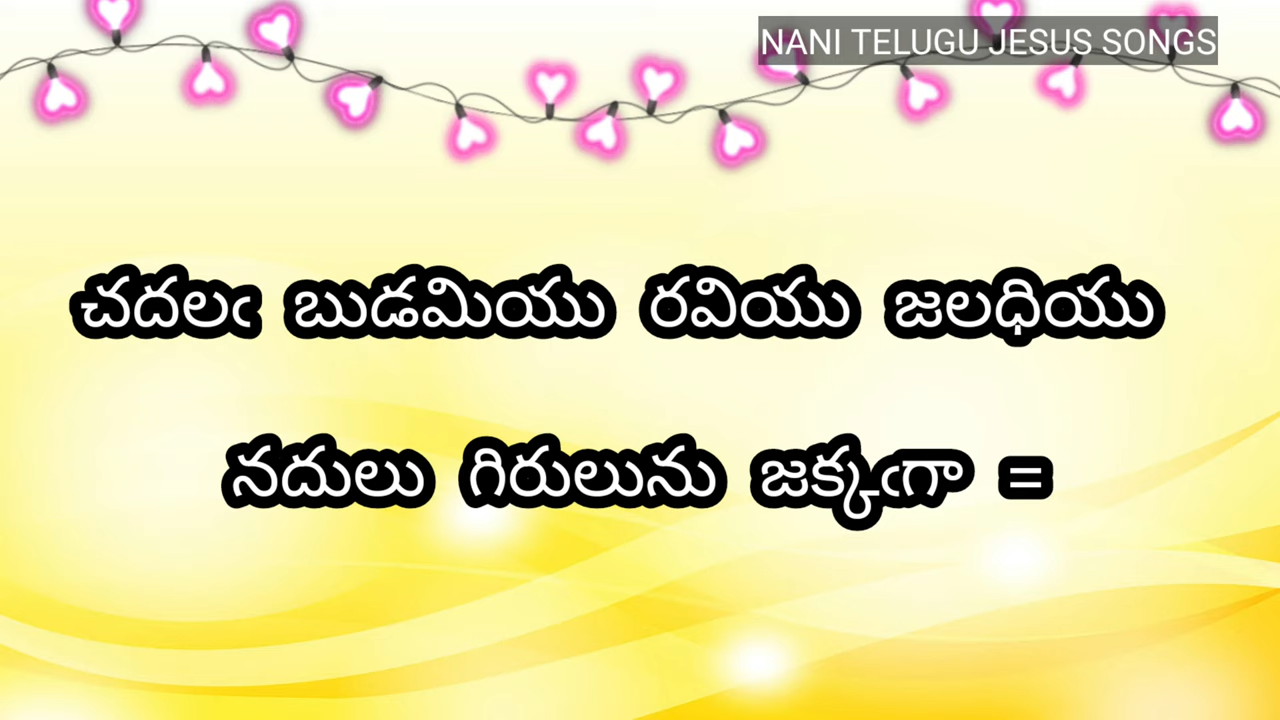 NANI TELUGU JESUS SONGS
చదలఁ బుడమియు రవియు జలధియు
నదులు గిరులును జక్కఁగా =